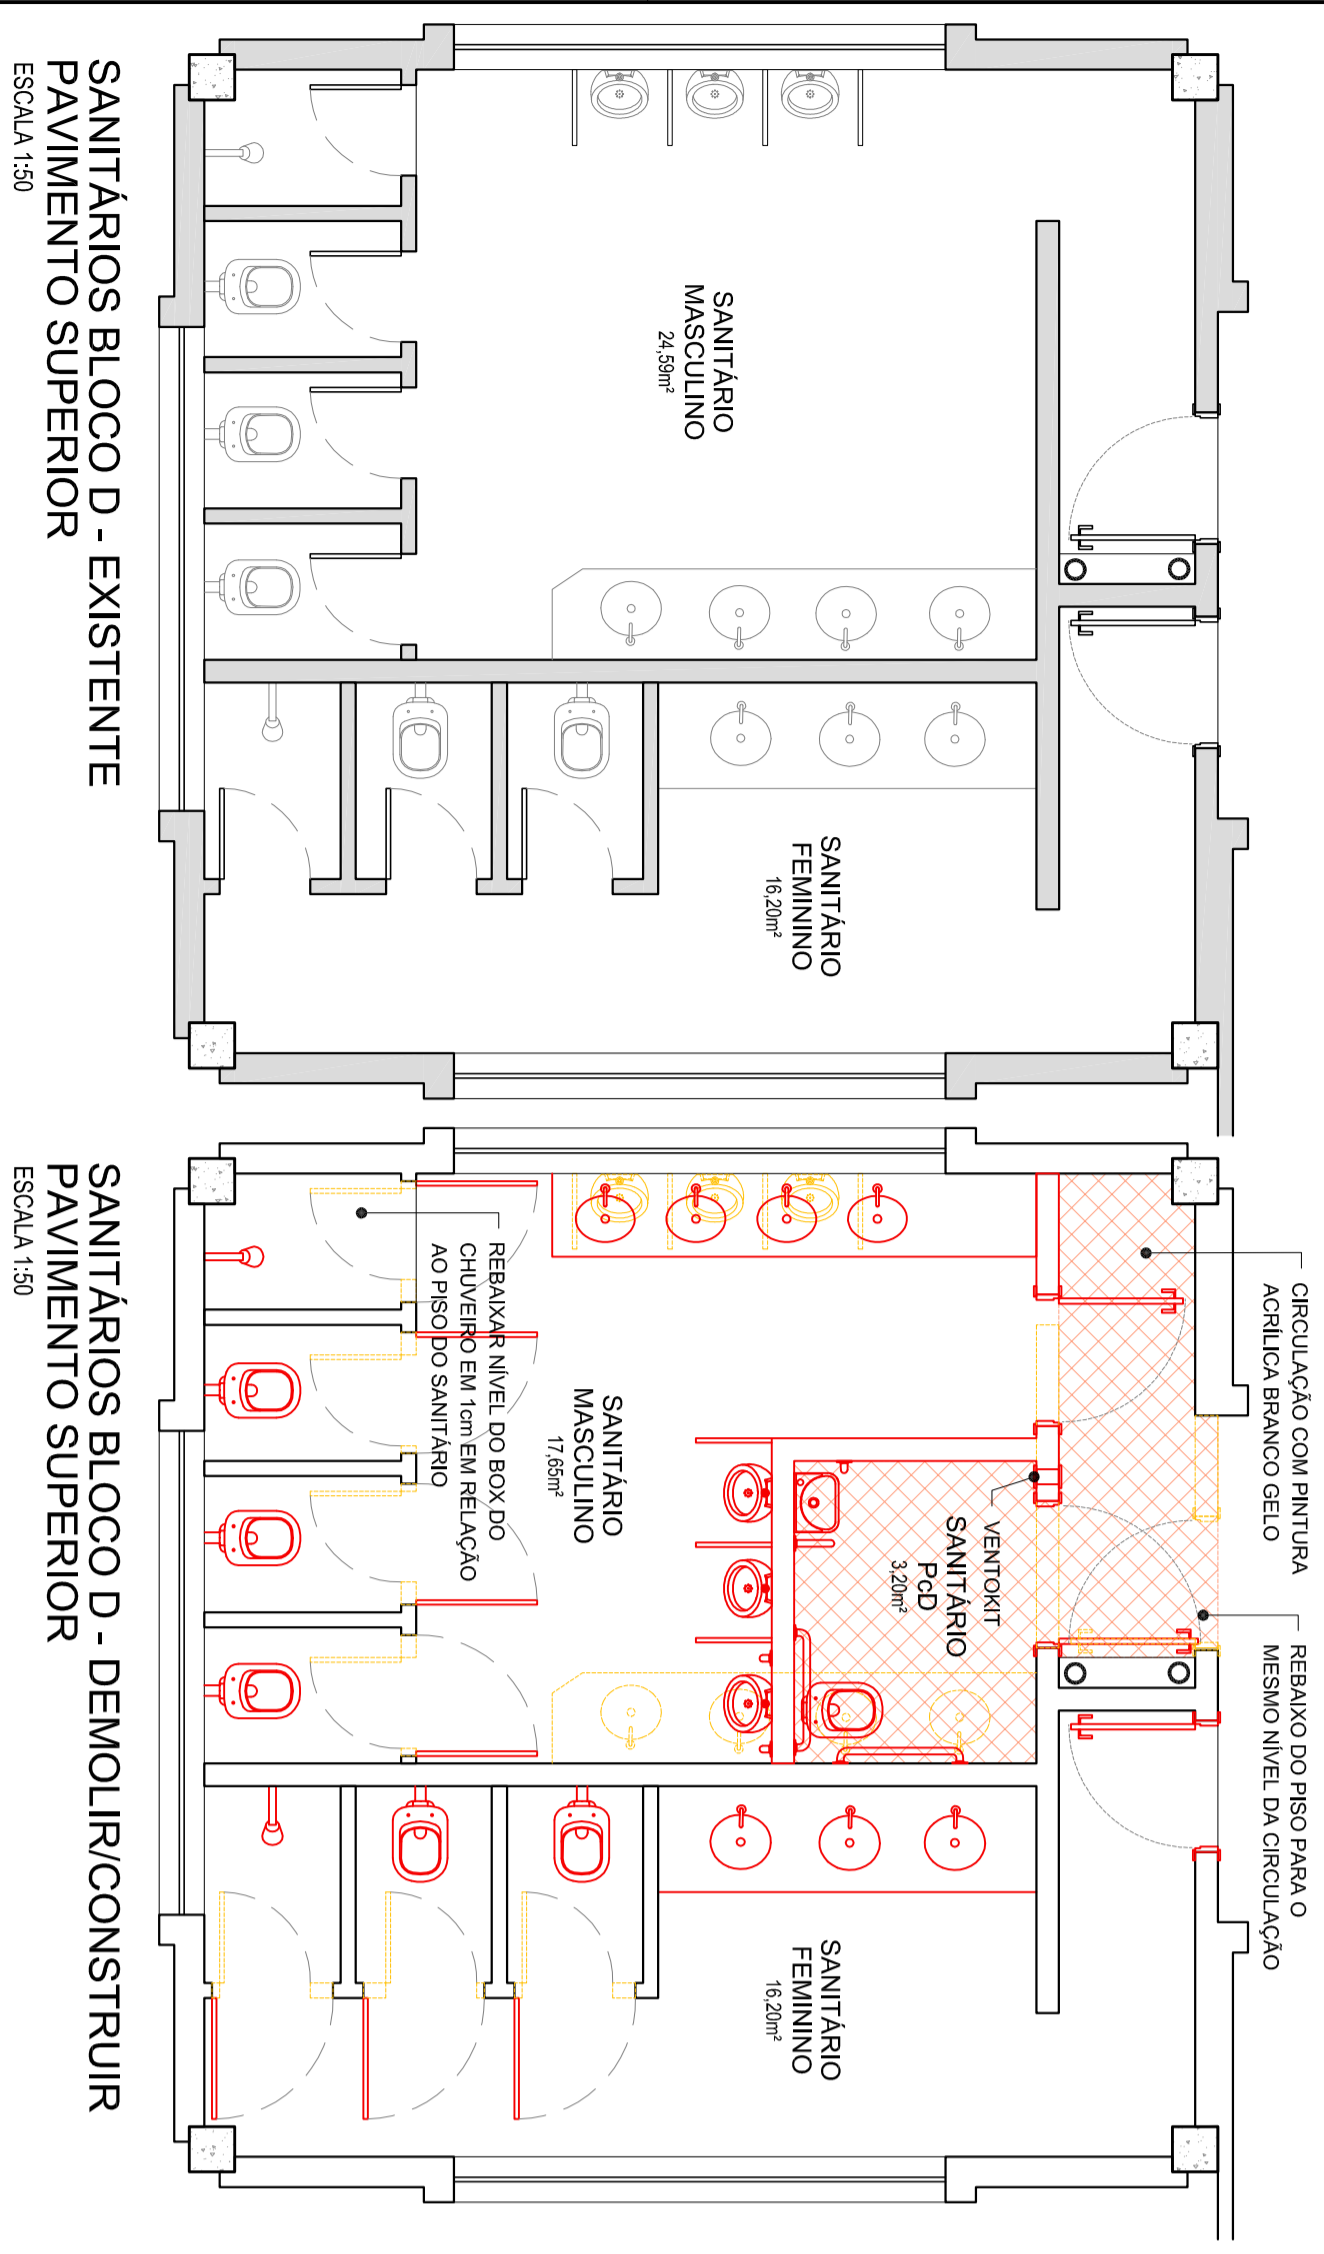 SANITÁRIO
MASCULINO
24,59m²
SANITÁRIO
FEMININO
16,20m²
SANITÁRIOS BLOCO D - EXISTENTE
PAVIMENTO SUPERIOR
ESCALA 1:50
CIRCULAÇÃO COM PINTURA
ACRÍLICA BRANCO GELO
REBAIXO DO PISO PARA O
MESMO NÍVEL DA CIRCULAÇÃO
VENTOKIT
SANITÁRIO
PcD
3,20m²
SANITÁRIO
MASCULINO
17,65m²
REBAIXAR NÍVEL DO BOX DO
CHUVEIRO EM 1cm EM RELAÇÃO
AO PISO DO SANITÁRIO
SANITÁRIO
FEMININO
16,20m²
SANITÁRIOS BLOCO D - DEMOLIR/CONSTRUIR
PAVIMENTO SUPERIOR
ESCALA 1:50